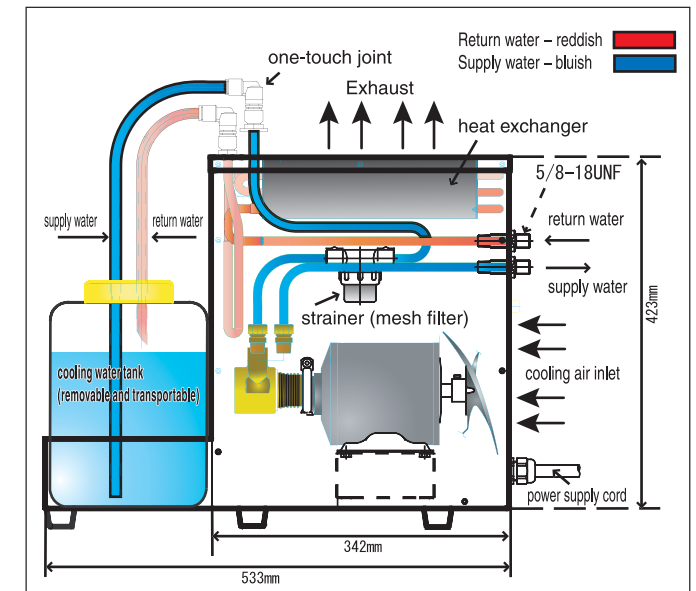 Return water – reddish
Supply water – bluish
one-touch joint
Exhaust
heat exchanger
5/8-18UNF
supply water
return water
return water
supply water
strainer (mesh filter)
cooling water tank
(removable and transportable)
cooling air inlet
423mm
power supply cord
342mm
533mm